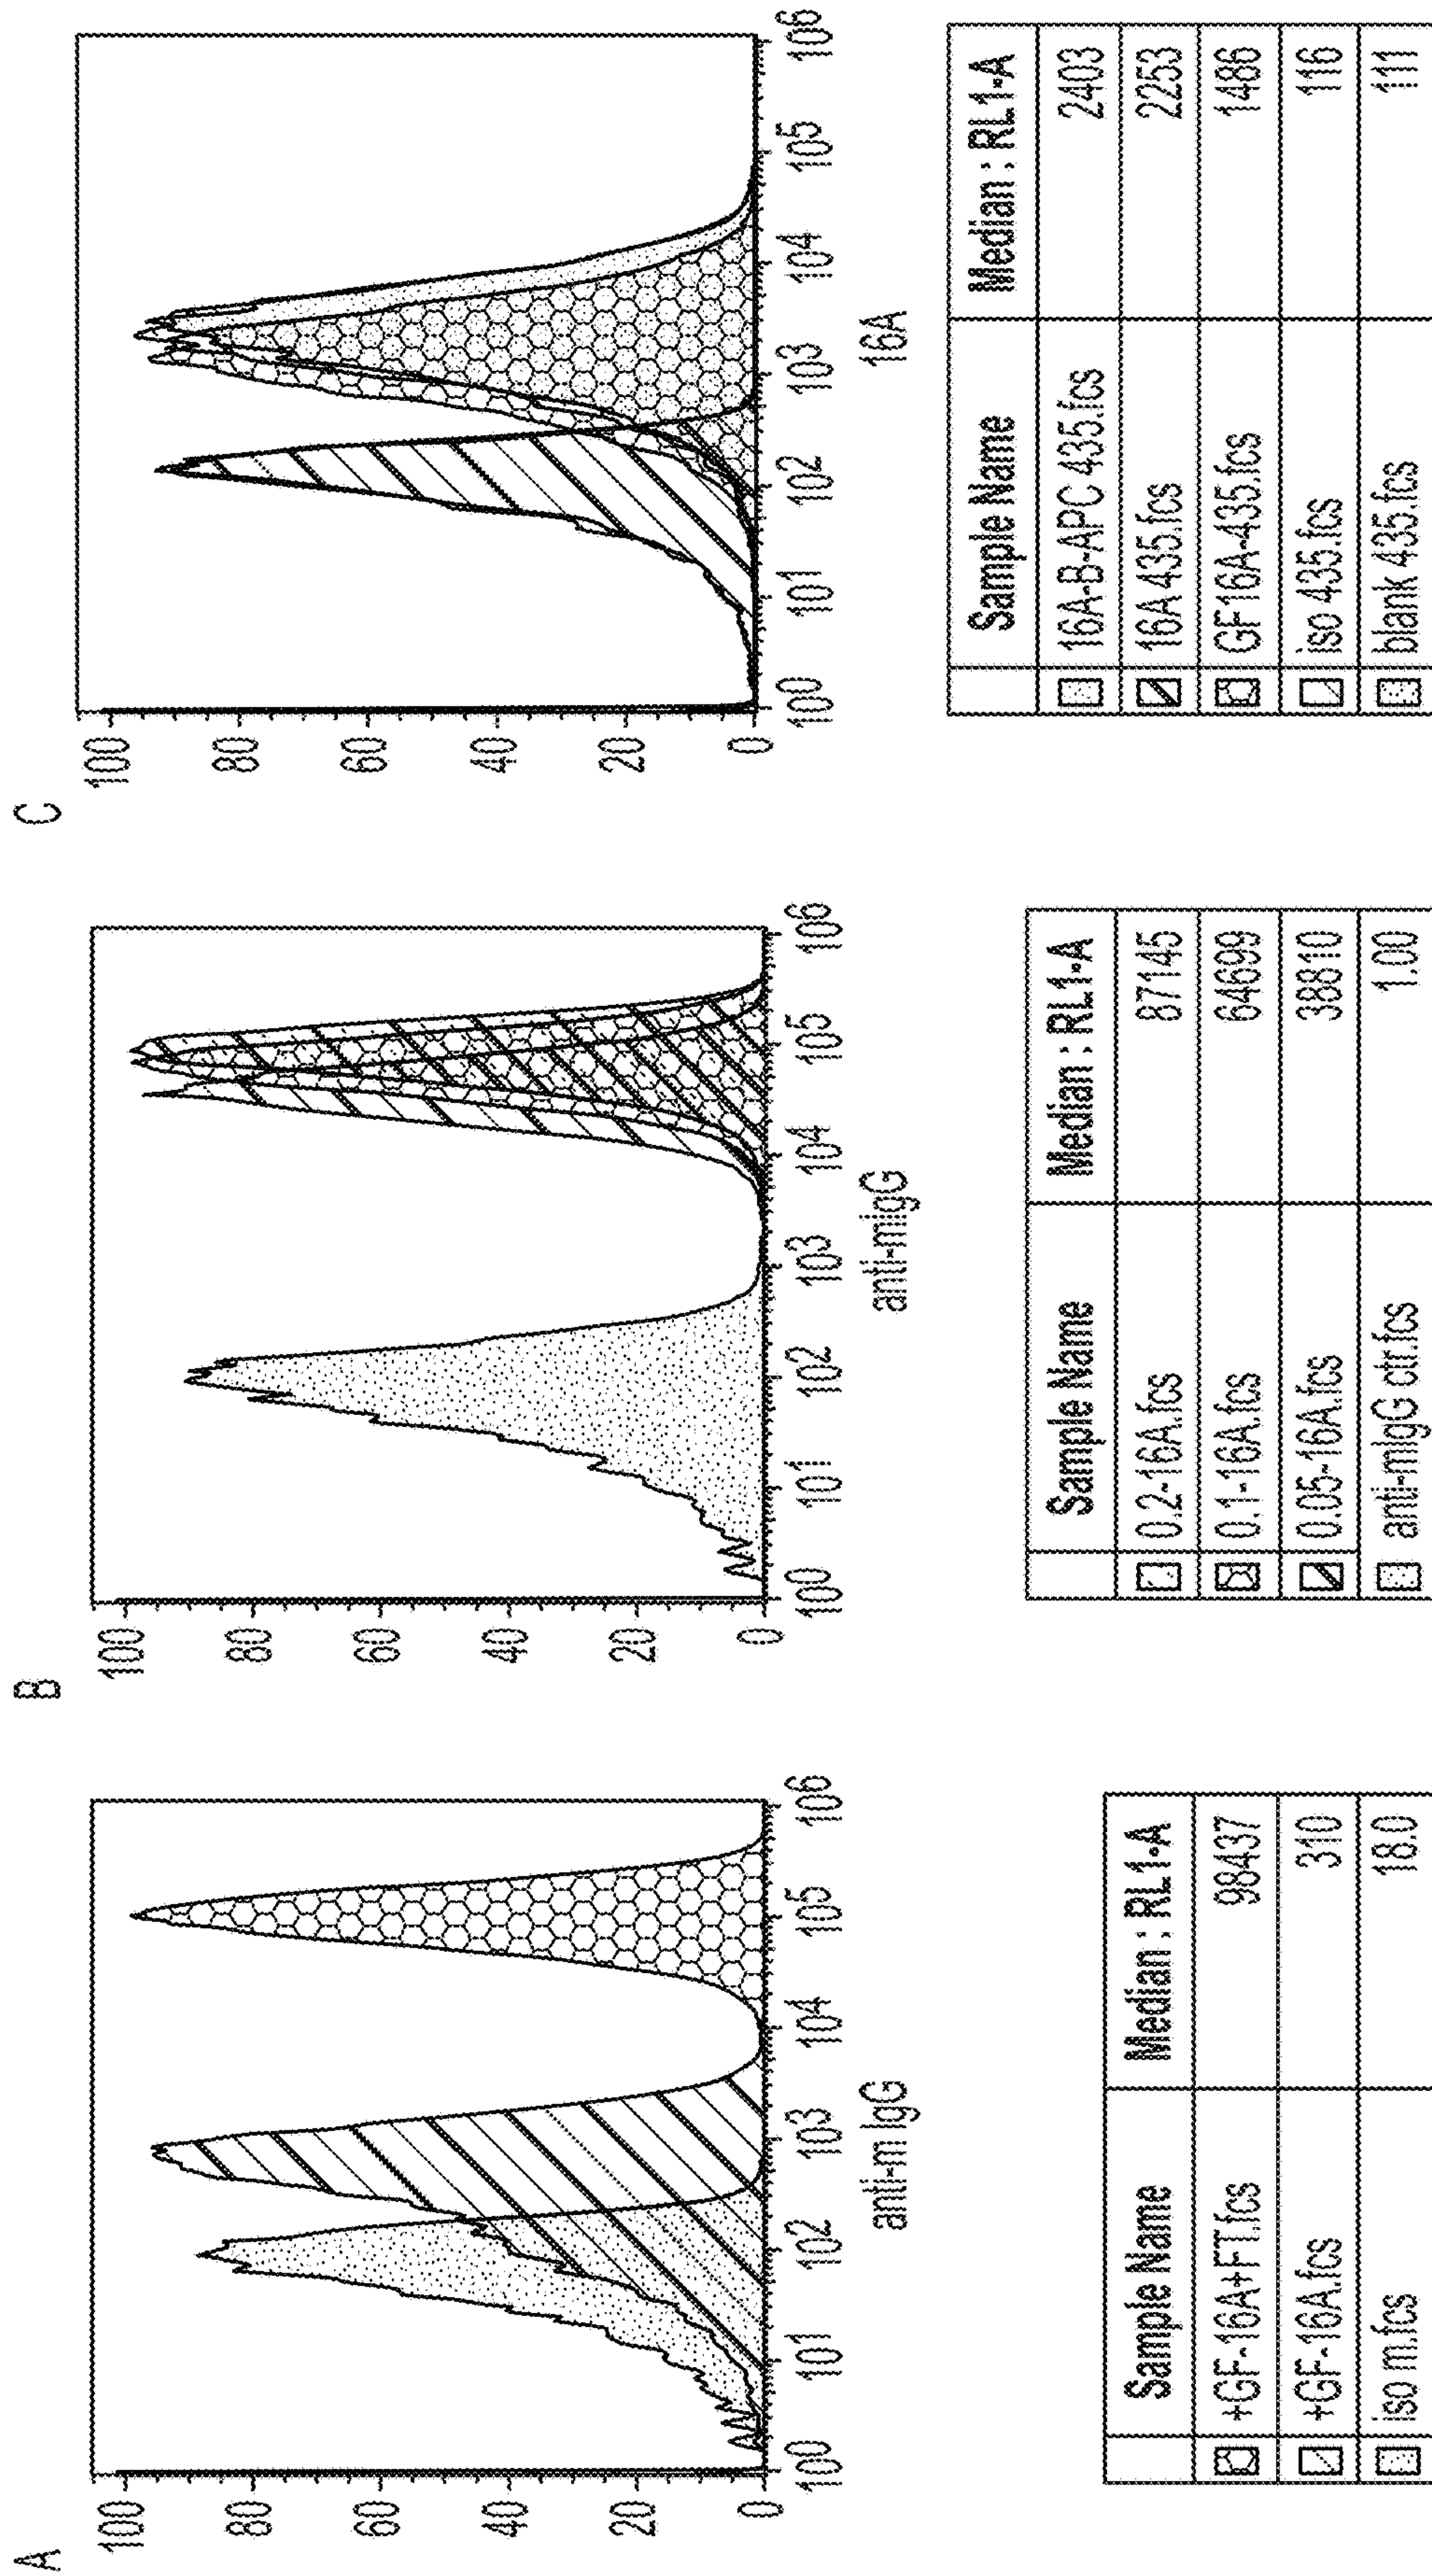 A
100
80
60
40
20
0
10⁰ 10¹ 10² 10³ 10⁴ 10⁵ 10⁶
anti-m IgG
Sample Name Median : RL1-A
+GF-16A+FT.fcs 98437
+GF-16A.fcs 310
iso m.fcs 18.0
B
100
80
60
40
20
0
10⁰ 10¹ 10² 10³ 10⁴ 10⁵ 10⁶
anti-mIgG
Sample Name Median : RL1-A
0.2-16A.fcs 87145
0.1-16A.fcs 64699
0.05-16A.fcs 38810
anti-mIgG ctr.fcs 1.00
C
100
80
60
40
20
0
10⁰ 10¹ 10² 10³ 10⁴ 10⁵ 10⁶
16A
Sample Name Median : RL1-A
16A-B-APC 435.fcs 2403
16A 435.fcs 2253
GF16A-435.fcs 1486
iso 435.fcs 116
blank 435.fcs 111